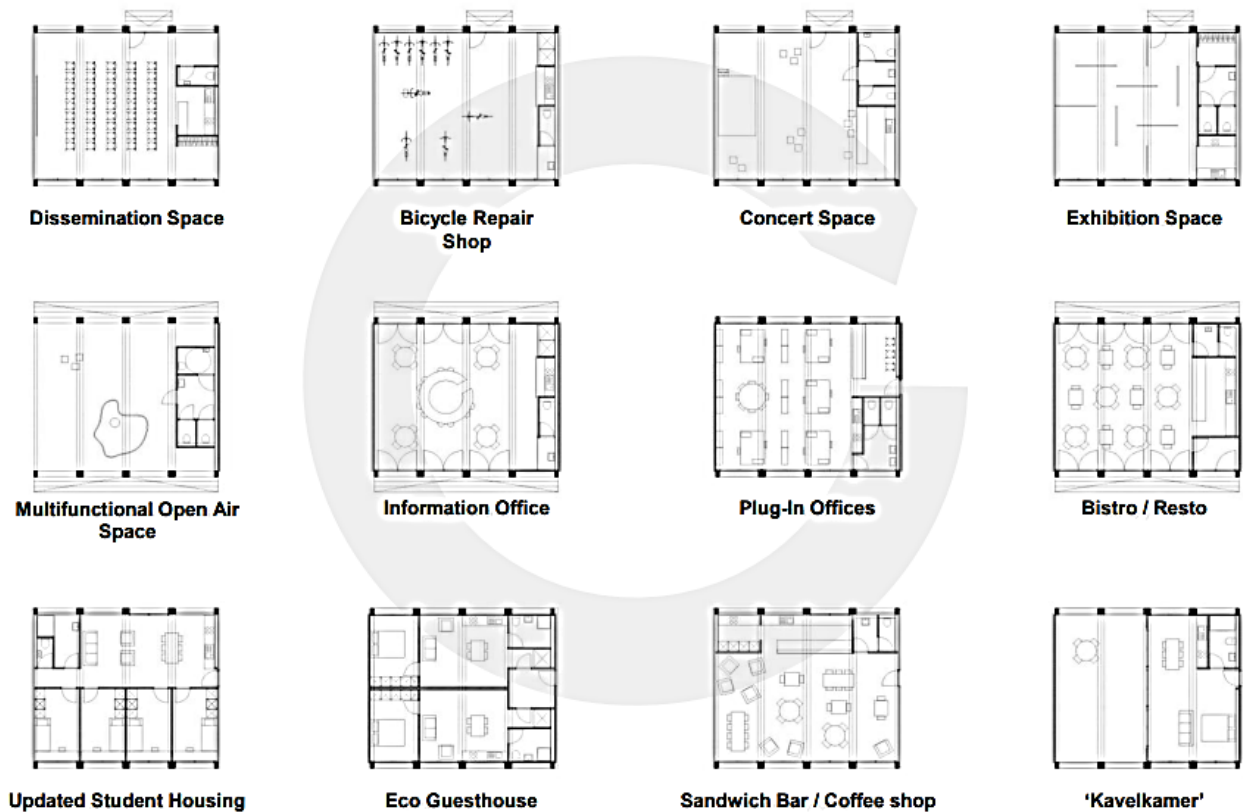 Dissemination Space
Bicycle Repair
Shop
Concert Space
Exhibition Space
Multifunctional Open Air
Space
Information Office
Plug-In Offices
Bistro / Resto
Updated Student Housing
Eco Guesthouse
Sandwich Bar / Coffee shop
‘Kavelkamer’